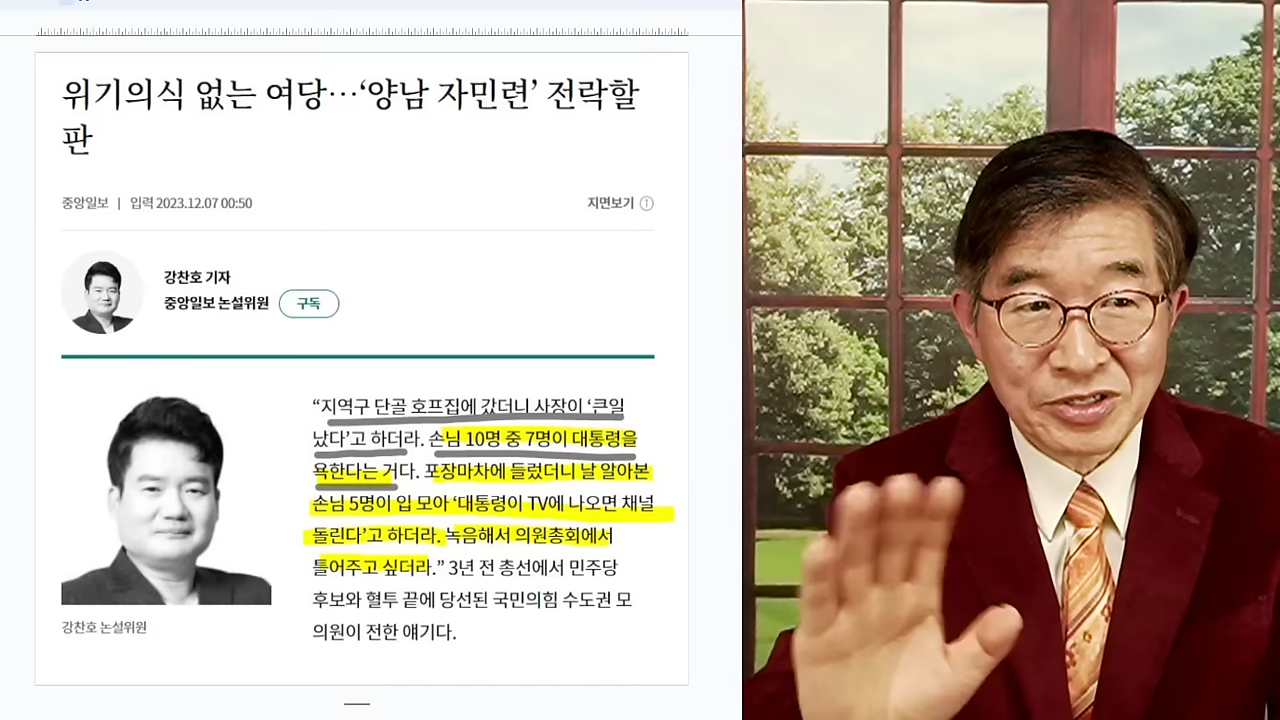 위기의식 없는 여당…‘양남 자민련’ 전락할
판
중앙일보 | 입력 2023.12.07 00:50
지면보기
강찬호 기자
중앙일보 논설위원 구독
“지역구 단골 호프집에 갔더니 사장이 ‘큰일
났다’고 하더라. 손님 10명 중 7명이 대통령을
욕한다는 거다. 포장마차에 들렀더니 날 알아본
손님 5명이 입 모아 ‘대통령이 TV에 나오면 채널
돌린다’고 하더라. 녹음해서 의원총회에서
틀어주고 싶더라.” 3년 전 총선에서 민주당
후보와 혈투 끝에 당선된 국민의힘 수도권 모
의원이 전한 얘기다.
강찬호 논설위원